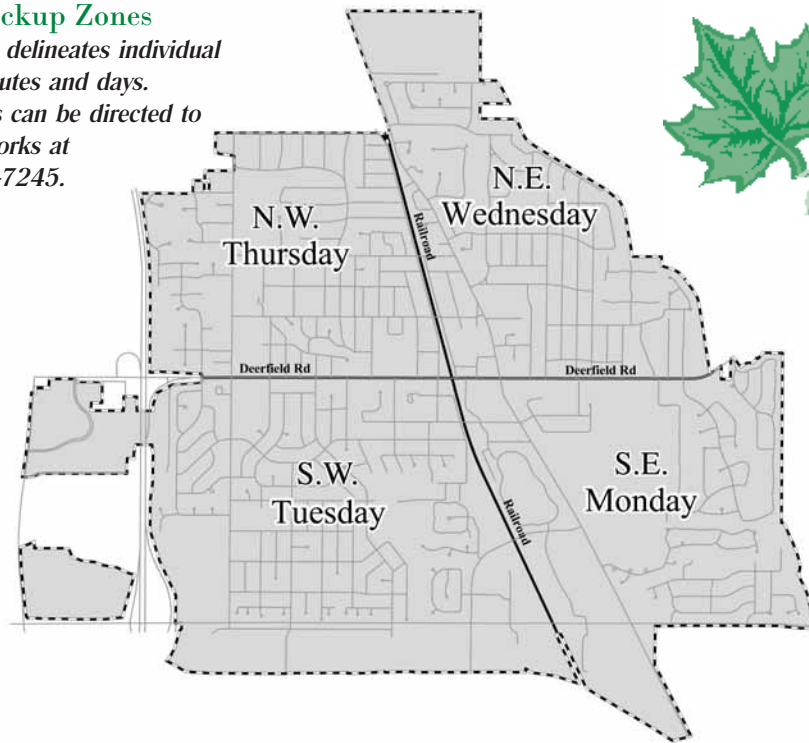 ckup Zones
delineates individual
utes and days.
s can be directed to
orks at
-7245.
N.W.
Thursday
N.E.
Wednesday
Railroad
Deerfield Rd
Deerfield Rd
S.W.
Tuesday
S.E.
Monday
Railroad